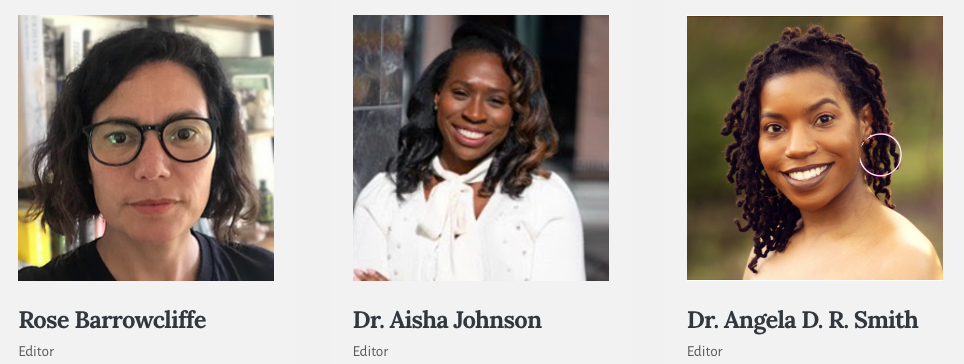 Rose Barrowcliffe
Editor
Dr. Aisha Johnson
Editor
Dr. Angela D. R. Smith
Editor